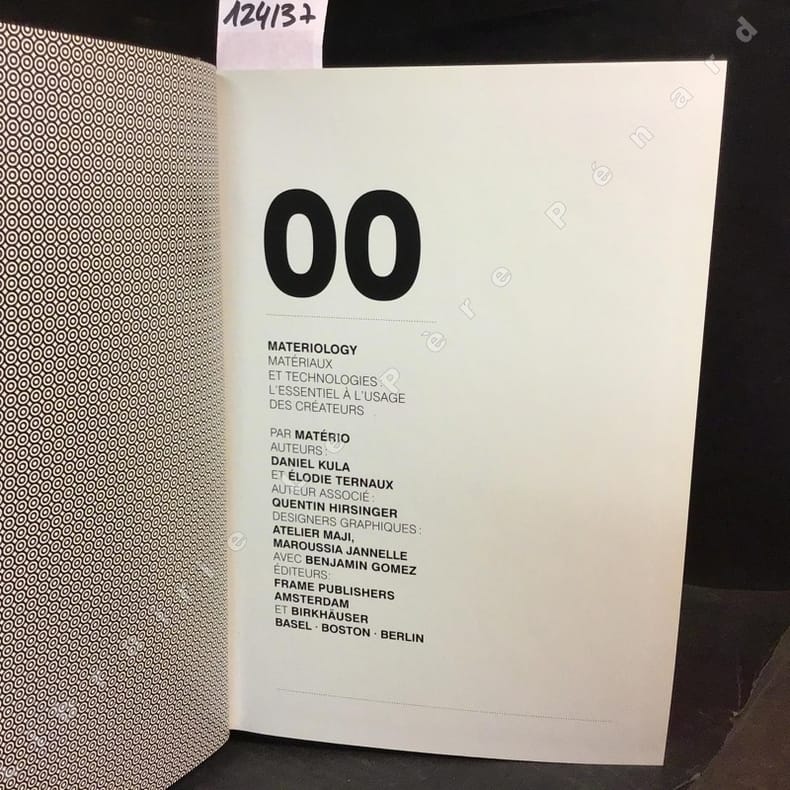 124137
00
MATERIOLOGY
MATÉRIAUX
ET TECHNOLOGIES :
L'ESSENTIEL À L'USAGE
DES CRÉATEURS
PAR MATÉRIO
AUTEURS :
DANIEL KULA
ET ÉLODIE TERNAUX
AUTEUR ASSOCIÉ :
QUENTIN HIRSINGER
DESIGNERS GRAPHIQUES :
ATELIER MAJI,
MAROUSSIA JANNELLE
AVEC BENJAMIN GOMEZ
ÉDITEURS:
FRAME PUBLISHERS
AMSTERDAM
ET BIRKHÄUSER
BASEL · BOSTON · BERLIN
Père Pénard